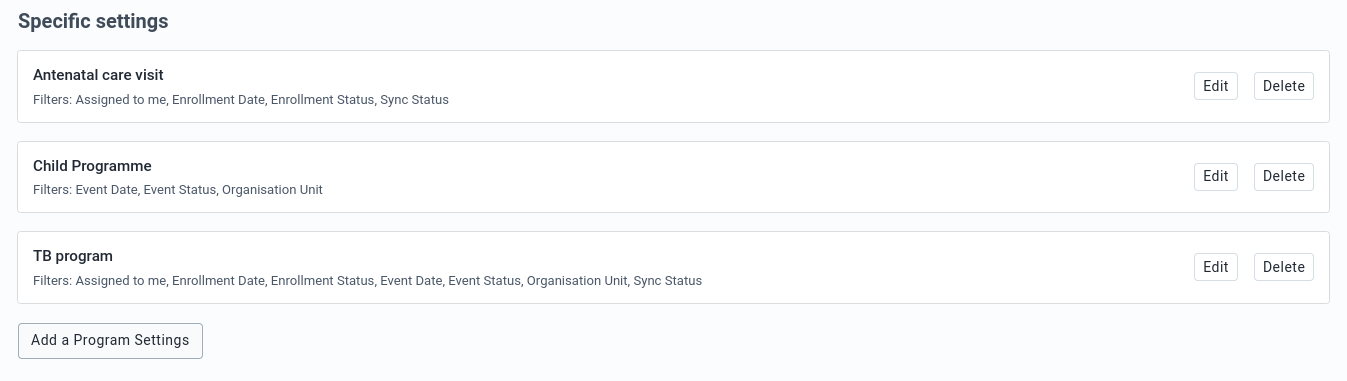 Specific settings
Antenatal care visit
Filters: Assigned to me, Enrollment Date, Enrollment Status, Sync Status
Edit
Delete
Child Programme
Filters: Event Date, Event Status, Organisation Unit
Edit
Delete
TB program
Filters: Assigned to me, Enrollment Date, Enrollment Status, Event Date, Event Status, Organisation Unit, Sync Status
Edit
Delete
Add a Program Settings